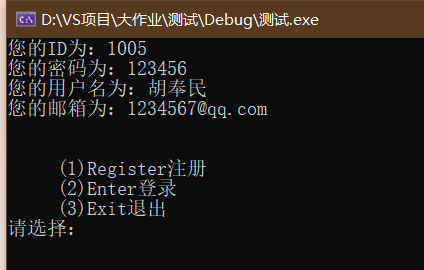 D:\VS项目\大作业\测试\Debug\测试.exe
您的ID为：1005
您的密码为：123456
您的用户名为：胡奉民
您的邮箱为：1234567@qq.com
(1)Register注册
(2)Enter登录
(3)Exit退出
请选择：